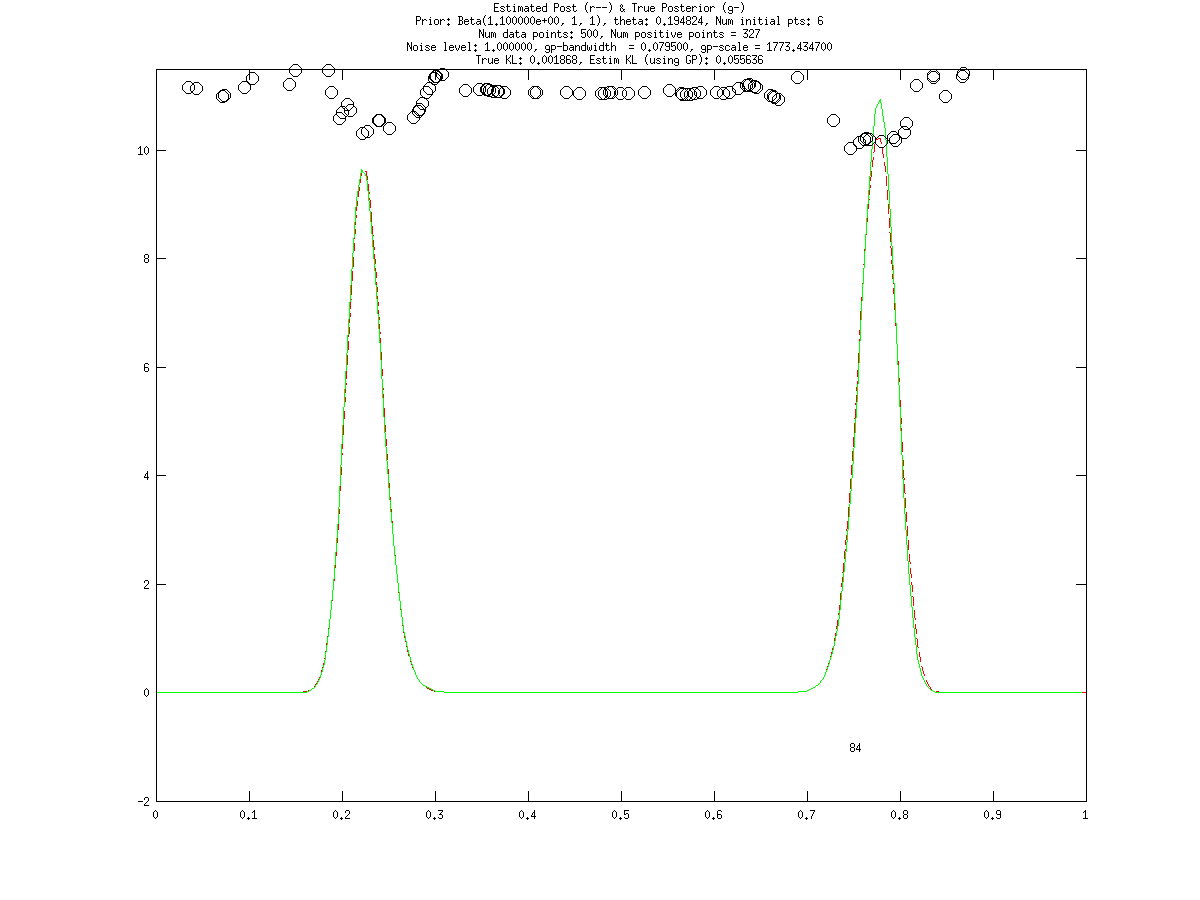 Estimated Post (r--) & True Posterior (g-)
Prior: Beta(1.100000e+00, 1, 1), theta: 0.194824, Num initial pts: 6
Num data points: 500, Num positive points = 327
Noise level: 1.000000, gp-bandwidth = 0.079500, gp-scale = 1773.434700
True KL: 0.001868, Estim KL (using GP): 0.055636
10
8
6
4
2
0
84
-2
0 0.1 0.2 0.3 0.4 0.5 0.6 0.7 0.8 0.9 1